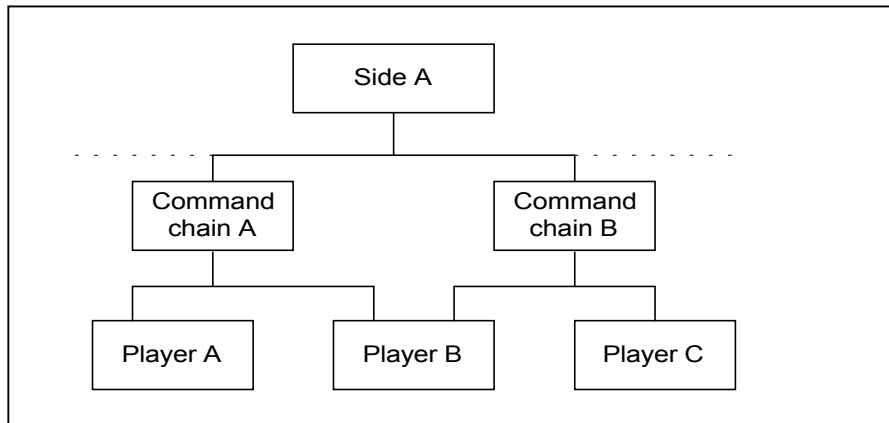 Side A
Command
chain A
Command
chain B
Player A
Player B
Player C